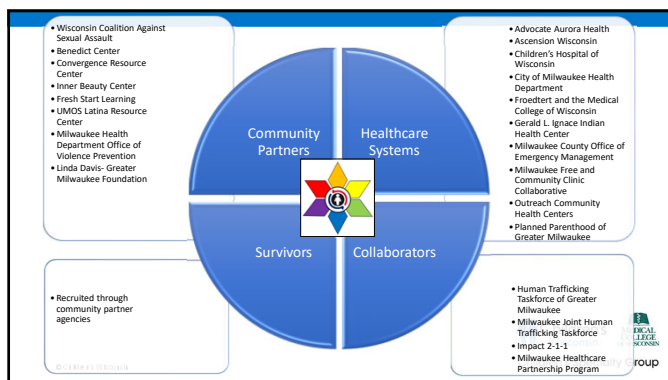 • Wisconsin Coalition Against
Sexual Assault
• Benedict Center
• Convergence Resource
Center
• Inner Beauty Center
• Fresh Start Learning
• UMOS Latina Resource
Center
• Milwaukee Health
Department Office of
Violence Prevention
• Linda Davis- Greater
Milwaukee Foundation
• Advocate Aurora Health
• Ascension Wisconsin
• Children's Hospital of
Wisconsin
• City of Milwaukee Health
Department
• Froedtert and the Medical
College of Wisconsin
• Gerald L. Ignace Indian
Health Center
• Milwaukee County Office of
Emergency Management
• Milwaukee Free and
Community Clinic
Collaborative
• Outreach Community
Health Centers
• Planned Parenthood of
Greater Milwaukee
Community
Partners
Healthcare
Systems
Survivors
Collaborators
• Recruited through
community partner
agencies
• Human Trafficking
Taskforce of Greater
Milwaukee
• Milwaukee Joint Human
Trafficking Taskforce
• Impact 2-1-1
• Milwaukee Healthcare
Partnership Program
MEDICAL
COLLEGE
OF WISCONSIN
Group